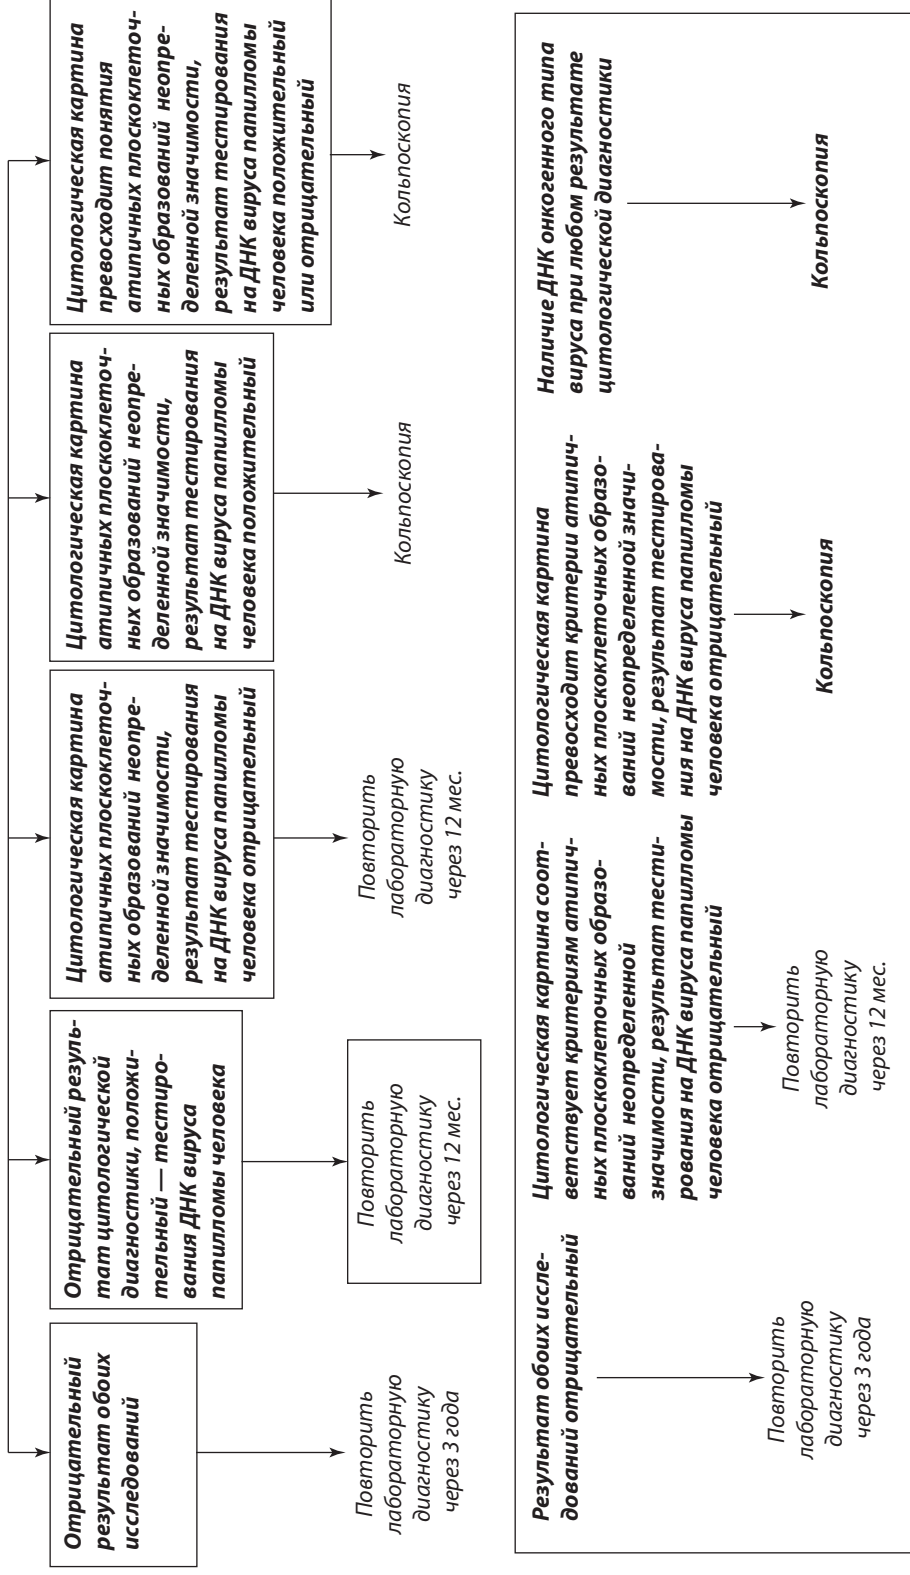 Отрицательный
результат обоих
исследований
Повторить
лабораторную
диагностику
через 3 года
Отрицательный резуль-
тат цитологической
диагностики, положи-
тельный — тестиро-
вания ДНК вируса
папилломы человека
Повторить
лабораторную
диагностику
через 12 мес.
Цитологическая картина
атипичных плоскоклеточ-
ных образований неопре-
деленной значимости,
результат тестирования
на ДНК вируса папилломы
человека отрицательный
Повторить
лабораторную
диагностику
через 12 мес.
Цитологическая картина
атипичных плоскоклеточ-
ных образований неопре-
деленной значимости,
результат тестирования
на ДНК вируса папилломы
человека положительный
Кольпоскопия
Цитологическая картина
превосходит понятия
атипичных плоскоклеточ-
ных образований неопре-
деленной значимости,
результат тестирования
на ДНК вируса папилломы
человека положительный
или отрицательный
Кольпоскопия
Результат обоих иссле-
дований отрицательный
Повторить
лабораторную
диагностику
через 3 года
Цитологическая картина соот-
ветствует критериям атипич-
ных плоскоклеточных образо-
ваний неопределенной
значимости, результат тести-
рования на ДНК вируса папилломы
человека отрицательный
Повторить
лабораторную
диагностику
через 12 мес.
Цитологическая картина
превосходит критерии атипич-
ных плоскоклеточных образо-
ваний неопределенной значи-
мости, результат тестирова-
ния на ДНК вируса папилломы
человека отрицательный
Кольпоскопия
Наличие ДНК онкогенного типа
вируса при любом результате
цитологической диагностики
Кольпоскопия